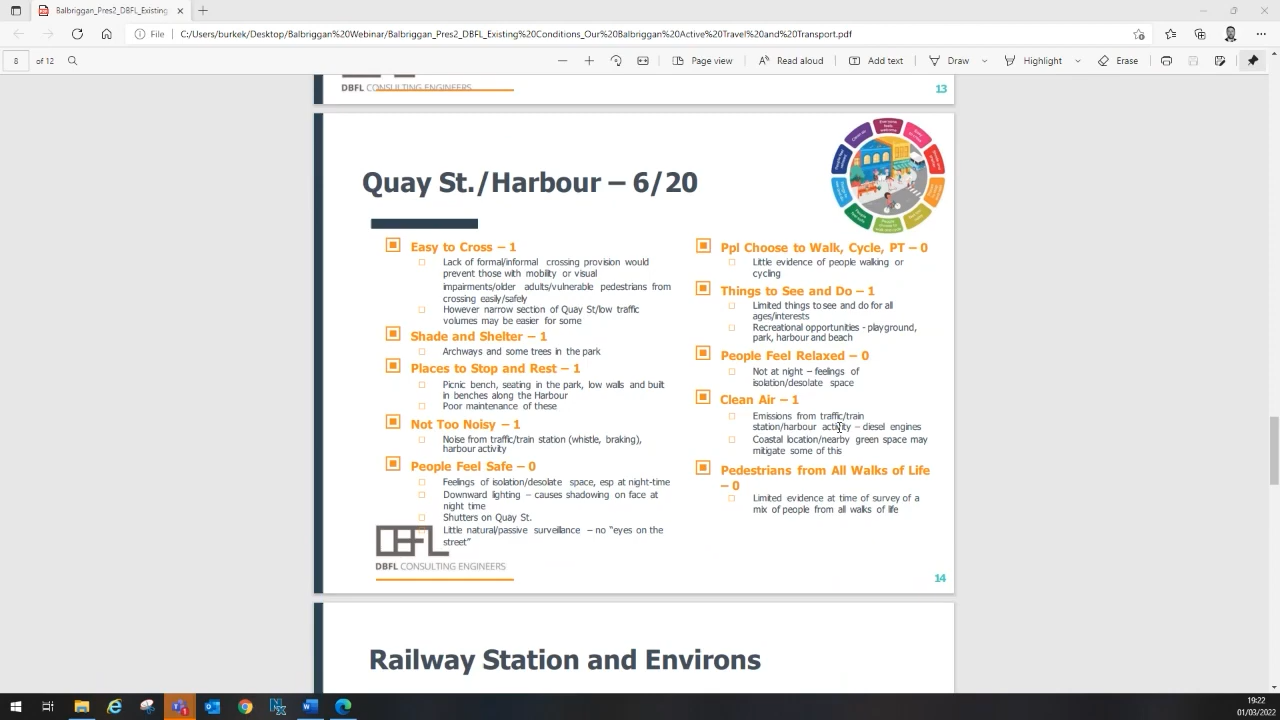 Balbriggan_Pres2_DBFL_Existing
File
C:/Users/burkek/Desktop/Balbriggan%20Webinar/Balbriggan_Pres2_DBFL_Existing%20Conditions_Our%20Balbriggan%20Active%20Travel%20and%20Transport.pdf
8 of 12
Page view
Read aloud
Add text
Draw
Highlight
Erase
DBFL CONSULTING ENGINEERS
13
Quay St./Harbour – 6/20
Easy to Cross – 1
Lack of formal/informal crossing provision would
prevent those with mobility or visual
impairments/older adults/vulnerable pedestrians from
crossing easily/safely
However narrow section of Quay St/low traffic
volumes may be easier for some
Shade and Shelter – 1
Archways and some trees in the park
Places to Stop and Rest – 1
Picnic bench, seating in the park, low walls and built
in benches along the Harbour
Poor maintenance of these
Not Too Noisy – 1
Noise from traffic/train station (whistle, braking),
harbour activity
People Feel Safe – 0
Feelings of isolation/desolate space, esp at night-time
Downward lighting – causes shadowing on face at
night time
Shutters on Quay St.
Little natural/passive surveillance – no “eyes on the
street”
Ppl Choose to Walk, Cycle, PT – 0
Little evidence of people walking or
cycling
Things to See and Do – 1
Limited things to see and do for all
ages/interests
Recreational opportunities - playground,
park, harbour and beach
People Feel Relaxed – 0
Not at night – feelings of
isolation/desolate space
Clean Air – 1
Emissions from traffic/train
station/harbour activity – diesel engines
Coastal location/nearby green space may
mitigate some of this
Pedestrians from All Walks of Life
– 0
Limited evidence at time of survey of a
mix of people from all walks of life
DBFL
DBFL CONSULTING ENGINEERS
14
Railway Station and Environs
19:22
01/03/2022